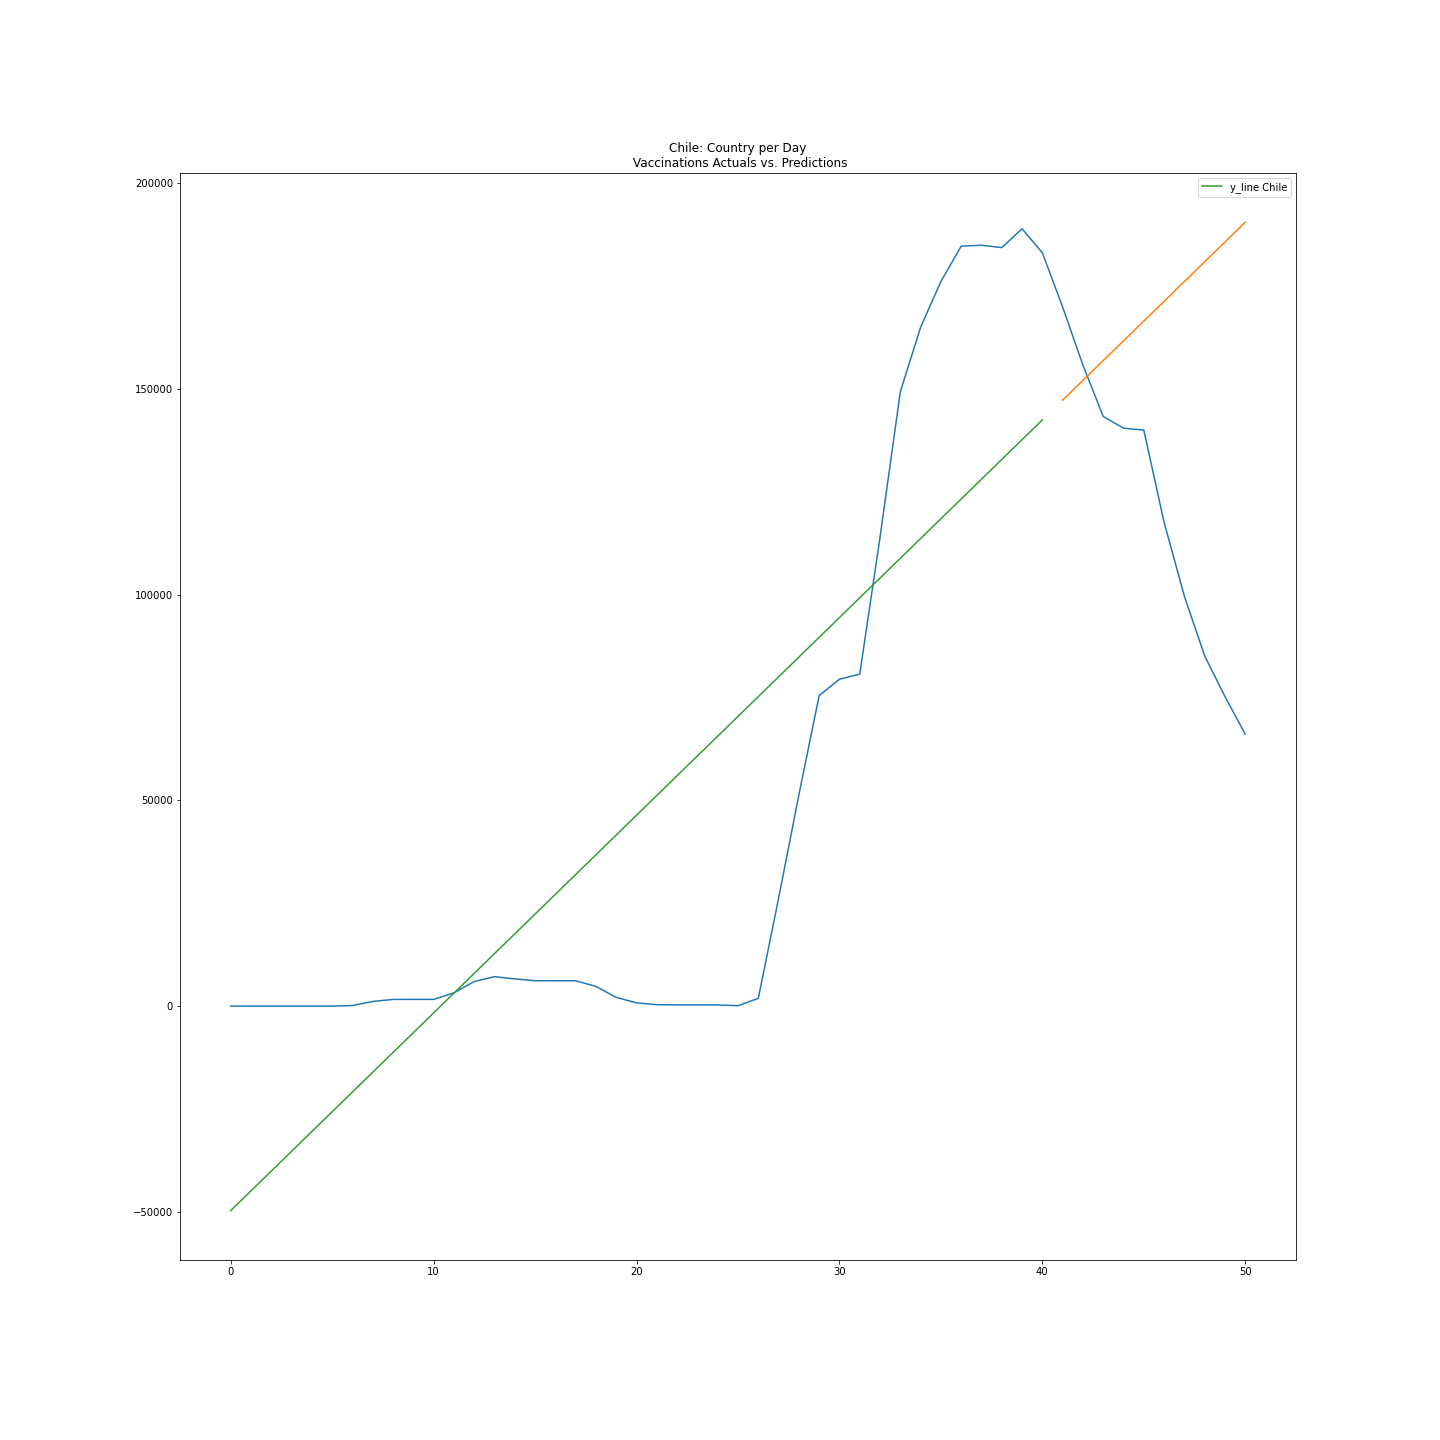 Chile: Country per Day
Vaccinations Actuals vs. Predictions
y_line Chile
200000
150000
100000
50000
0
−50000
0 10 20 30 40 50